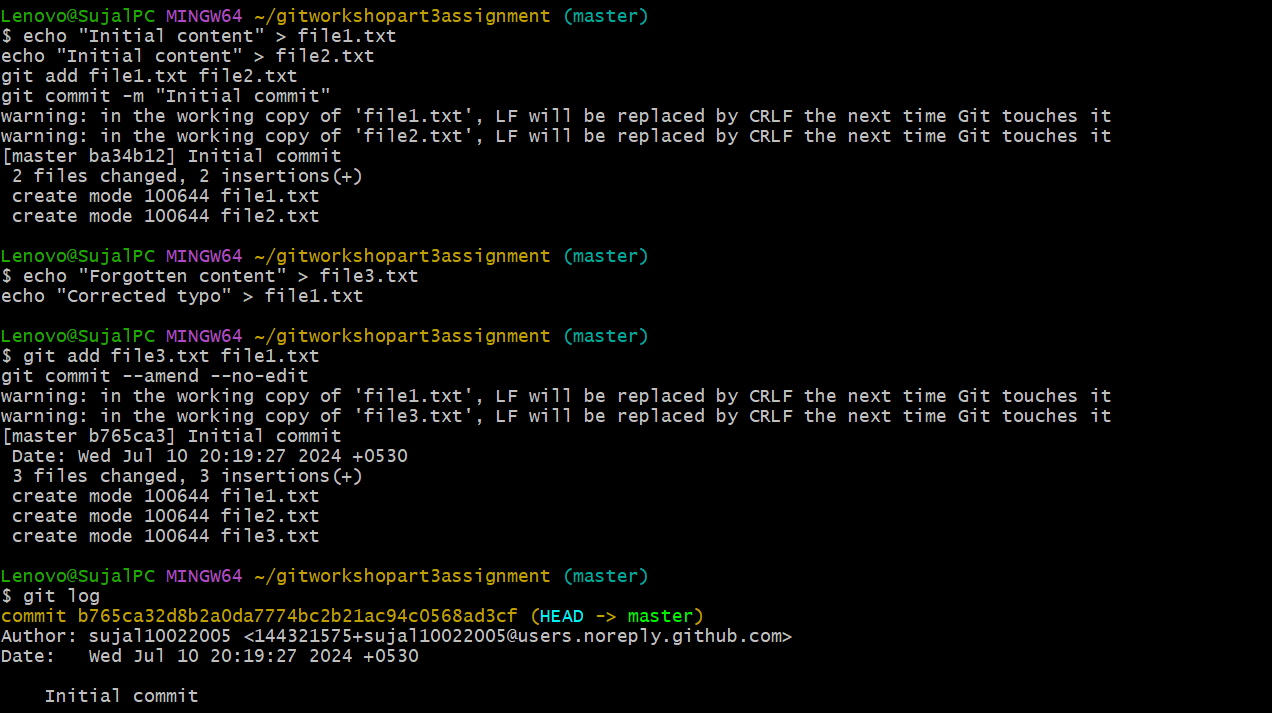 Lenovo@SujalPC MINGW64 ~/gitworkshopart3assignment (master)
$ echo "Initial content" > file1.txt
echo "Initial content" > file2.txt
git add file1.txt file2.txt
git commit -m "Initial commit"
warning: in the working copy of 'file1.txt', LF will be replaced by CRLF the next time Git touches it
warning: in the working copy of 'file2.txt', LF will be replaced by CRLF the next time Git touches it
[master ba34b12] Initial commit
 2 files changed, 2 insertions(+)
 create mode 100644 file1.txt
 create mode 100644 file2.txt
Lenovo@SujalPC MINGW64 ~/gitworkshopart3assignment (master)
$ echo "Forgotten content" > file3.txt
echo "Corrected typo" > file1.txt
Lenovo@SujalPC MINGW64 ~/gitworkshopart3assignment (master)
$ git add file3.txt file1.txt
git commit --amend --no-edit
warning: in the working copy of 'file1.txt', LF will be replaced by CRLF the next time Git touches it
warning: in the working copy of 'file3.txt', LF will be replaced by CRLF the next time Git touches it
[master b765ca3] Initial commit
 Date: Wed Jul 10 20:19:27 2024 +0530
 3 files changed, 3 insertions(+)
 create mode 100644 file1.txt
 create mode 100644 file2.txt
 create mode 100644 file3.txt
Lenovo@SujalPC MINGW64 ~/gitworkshopart3assignment (master)
$ git log
commit b765ca32d8b2a0da7774bc2b21ac94c0568ad3cf (HEAD -> master)
Author: sujal10022005 <144321575+sujal10022005@users.noreply.github.com>
Date:   Wed Jul 10 20:19:27 2024 +0530
    Initial commit